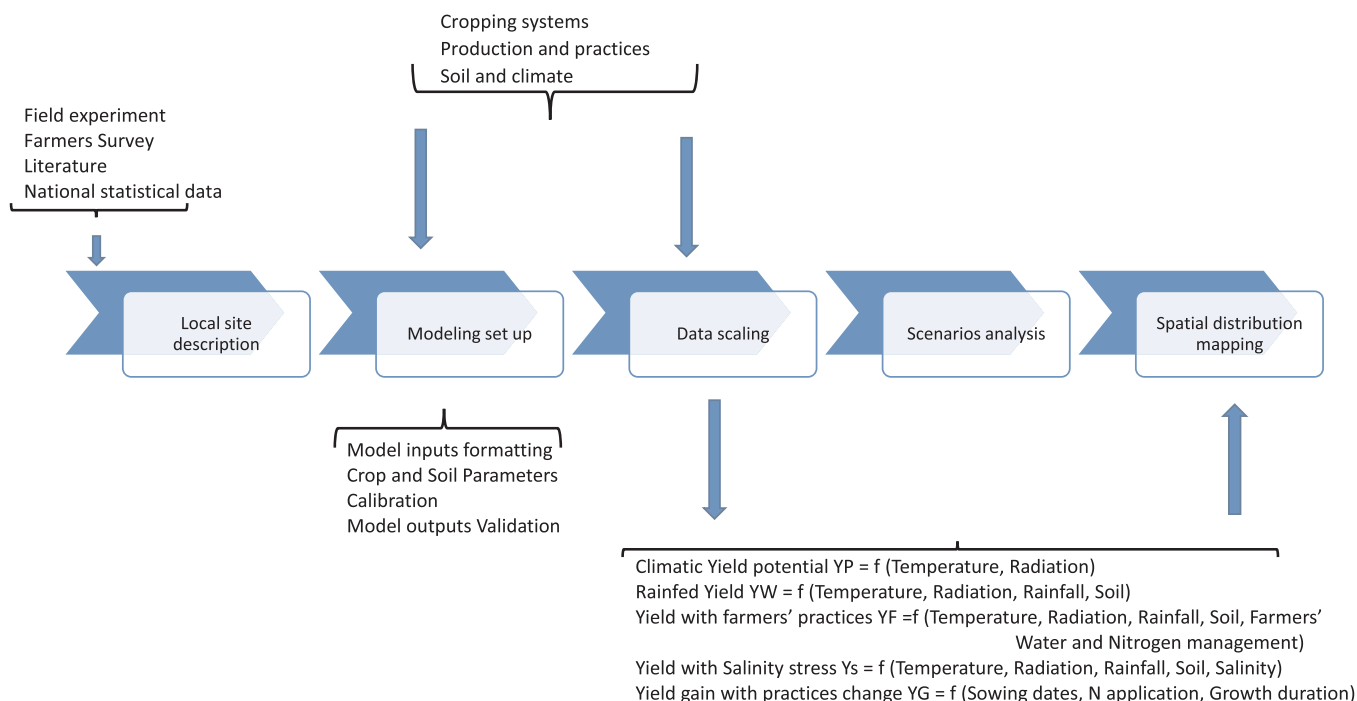 Cropping systems
Production and practices
Soil and climate
Field experiment
Farmers Survey
Literature
National statistical data
Local site
description
Modeling set up
Data scaling
Scenarios analysis
Spatial distribution
mapping
Model inputs formatting
Crop and Soil Parameters
Calibration
Model outputs Validation
Climatic Yield potential YP = f (Temperature, Radiation)
Rainfed Yield YW = f (Temperature, Radiation, Rainfall, Soil)
Yield with farmers’ practices YF =f (Temperature, Radiation, Rainfall, Soil, Farmers’
Water and Nitrogen management)
Yield with Salinity stress Ys = f (Temperature, Radiation, Rainfall, Soil, Salinity)
Yield gain with practices change YG = f (Sowing dates, N application, Growth duration)